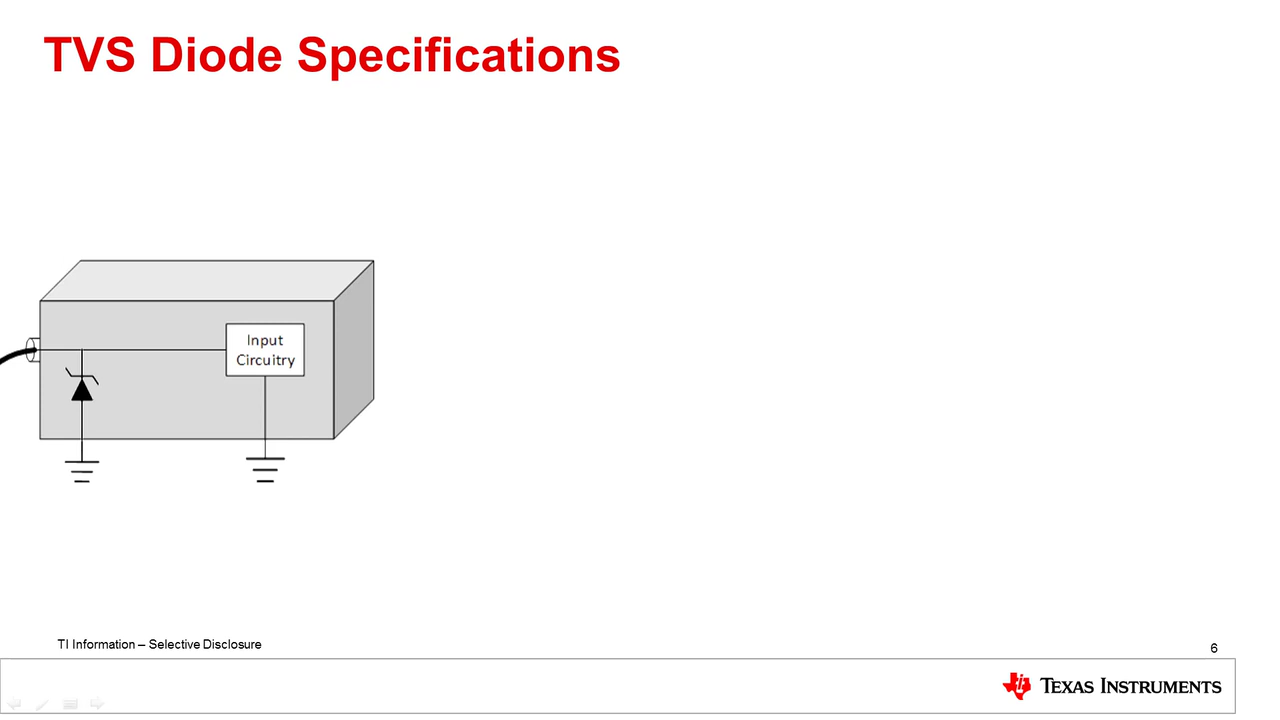 TVS Diode Specifications
Input
Circuitry
TI Information – Selective Disclosure
6
TEXAS INSTRUMENTS